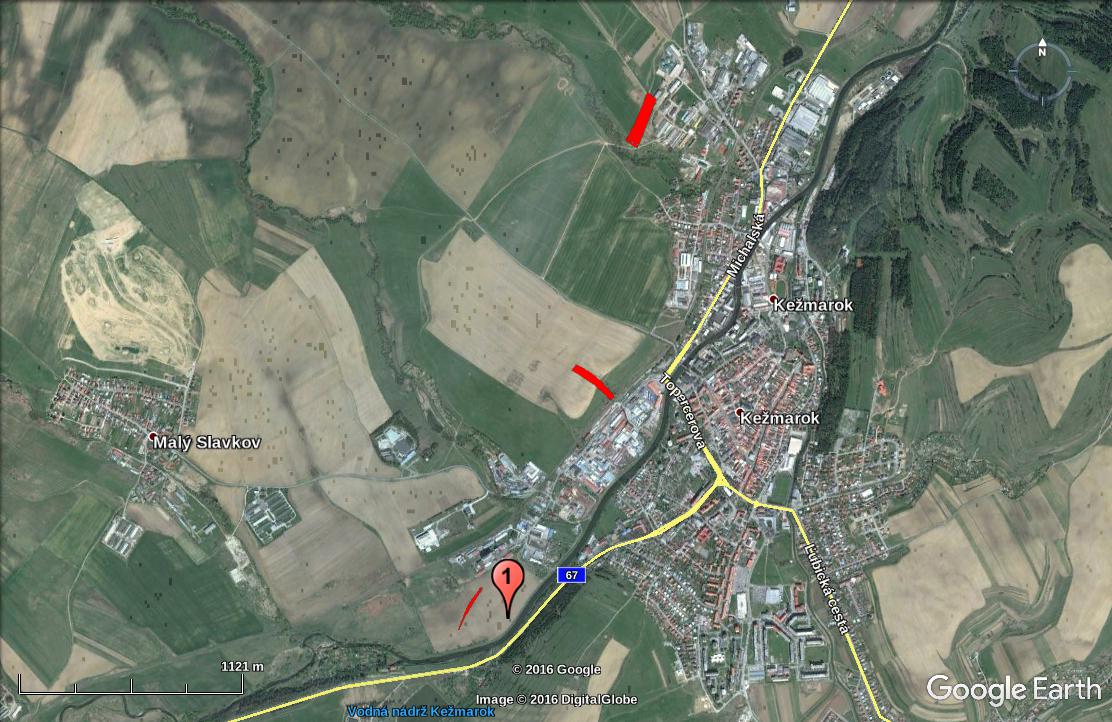 N
Michalská
Kežmarok
Topercerova
Kežmarok
Malý Slavkov
Ľubická cesta
1
67
1121 m
© 2016 Google
Image © 2016 DigitalGlobe
Google Earth
Vodná nádrž Kežmarok